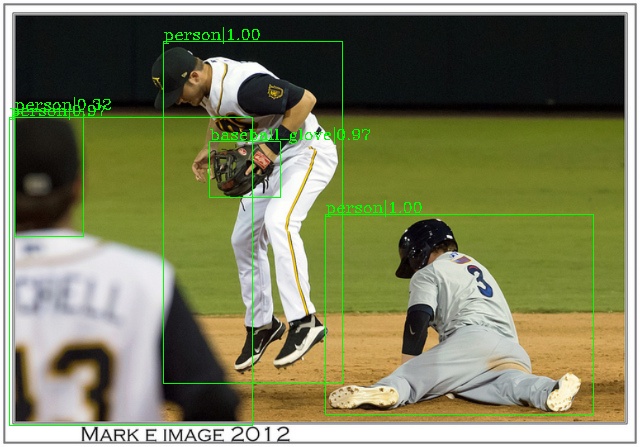 person|1.00
person|0.32
person|0.97
baseball_glove|0.97
person|1.00
3
CHELL
13
MARK E IMAGE 2012